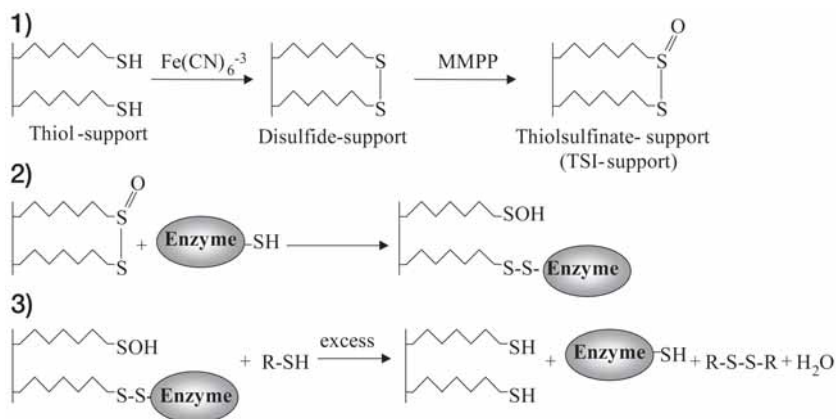 1)
SH
SH
Thiol-support
Fe(CN)6-3
S
S
Disulfide-support
MMPP
O
S
S
Thiolsulfinate- support
(TSI-support)
2)
O
S
S
+
Enzyme
-SH
SOH
S-S-
Enzyme
3)
SOH
S-S-
Enzyme
+ R-SH
excess
SH
SH
+
Enzyme
-SH
+ R-S-S-R + H2O